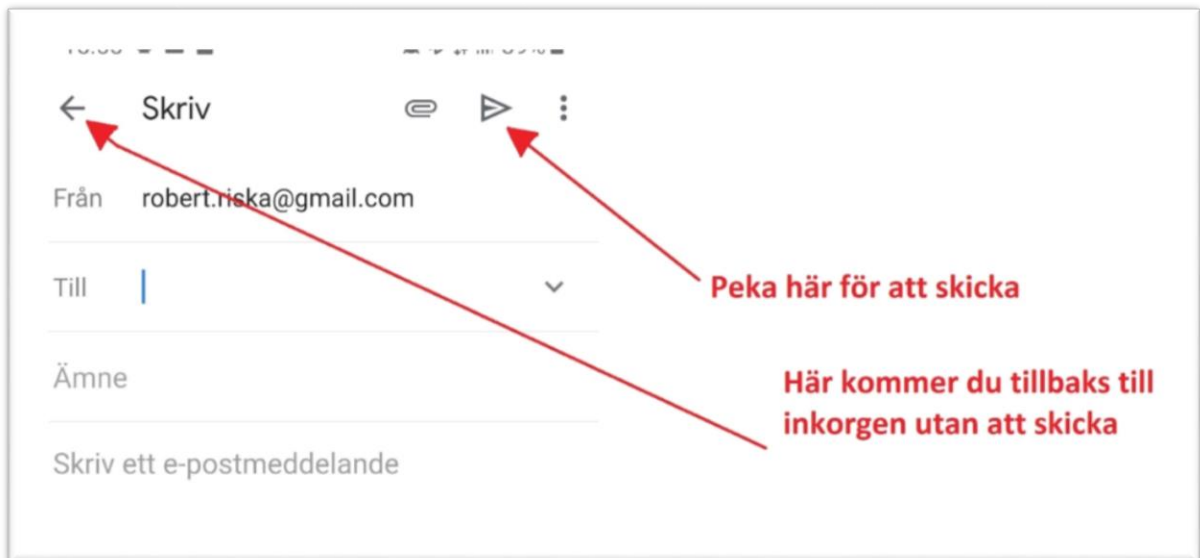 Skriv
Från robert.riska@gmail.com
Till
Peka här för att skicka
Ämne
Här kommer du tillbaks till
inkorgen utan att skicka
Skriv ett e-postmeddelande